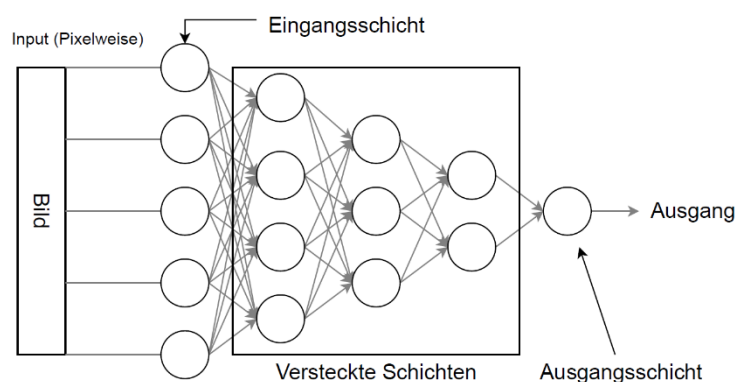 Eingangsschicht
Input (Pixelweise)
Bild
Ausgang
Versteckte Schichten
Ausgangsschicht